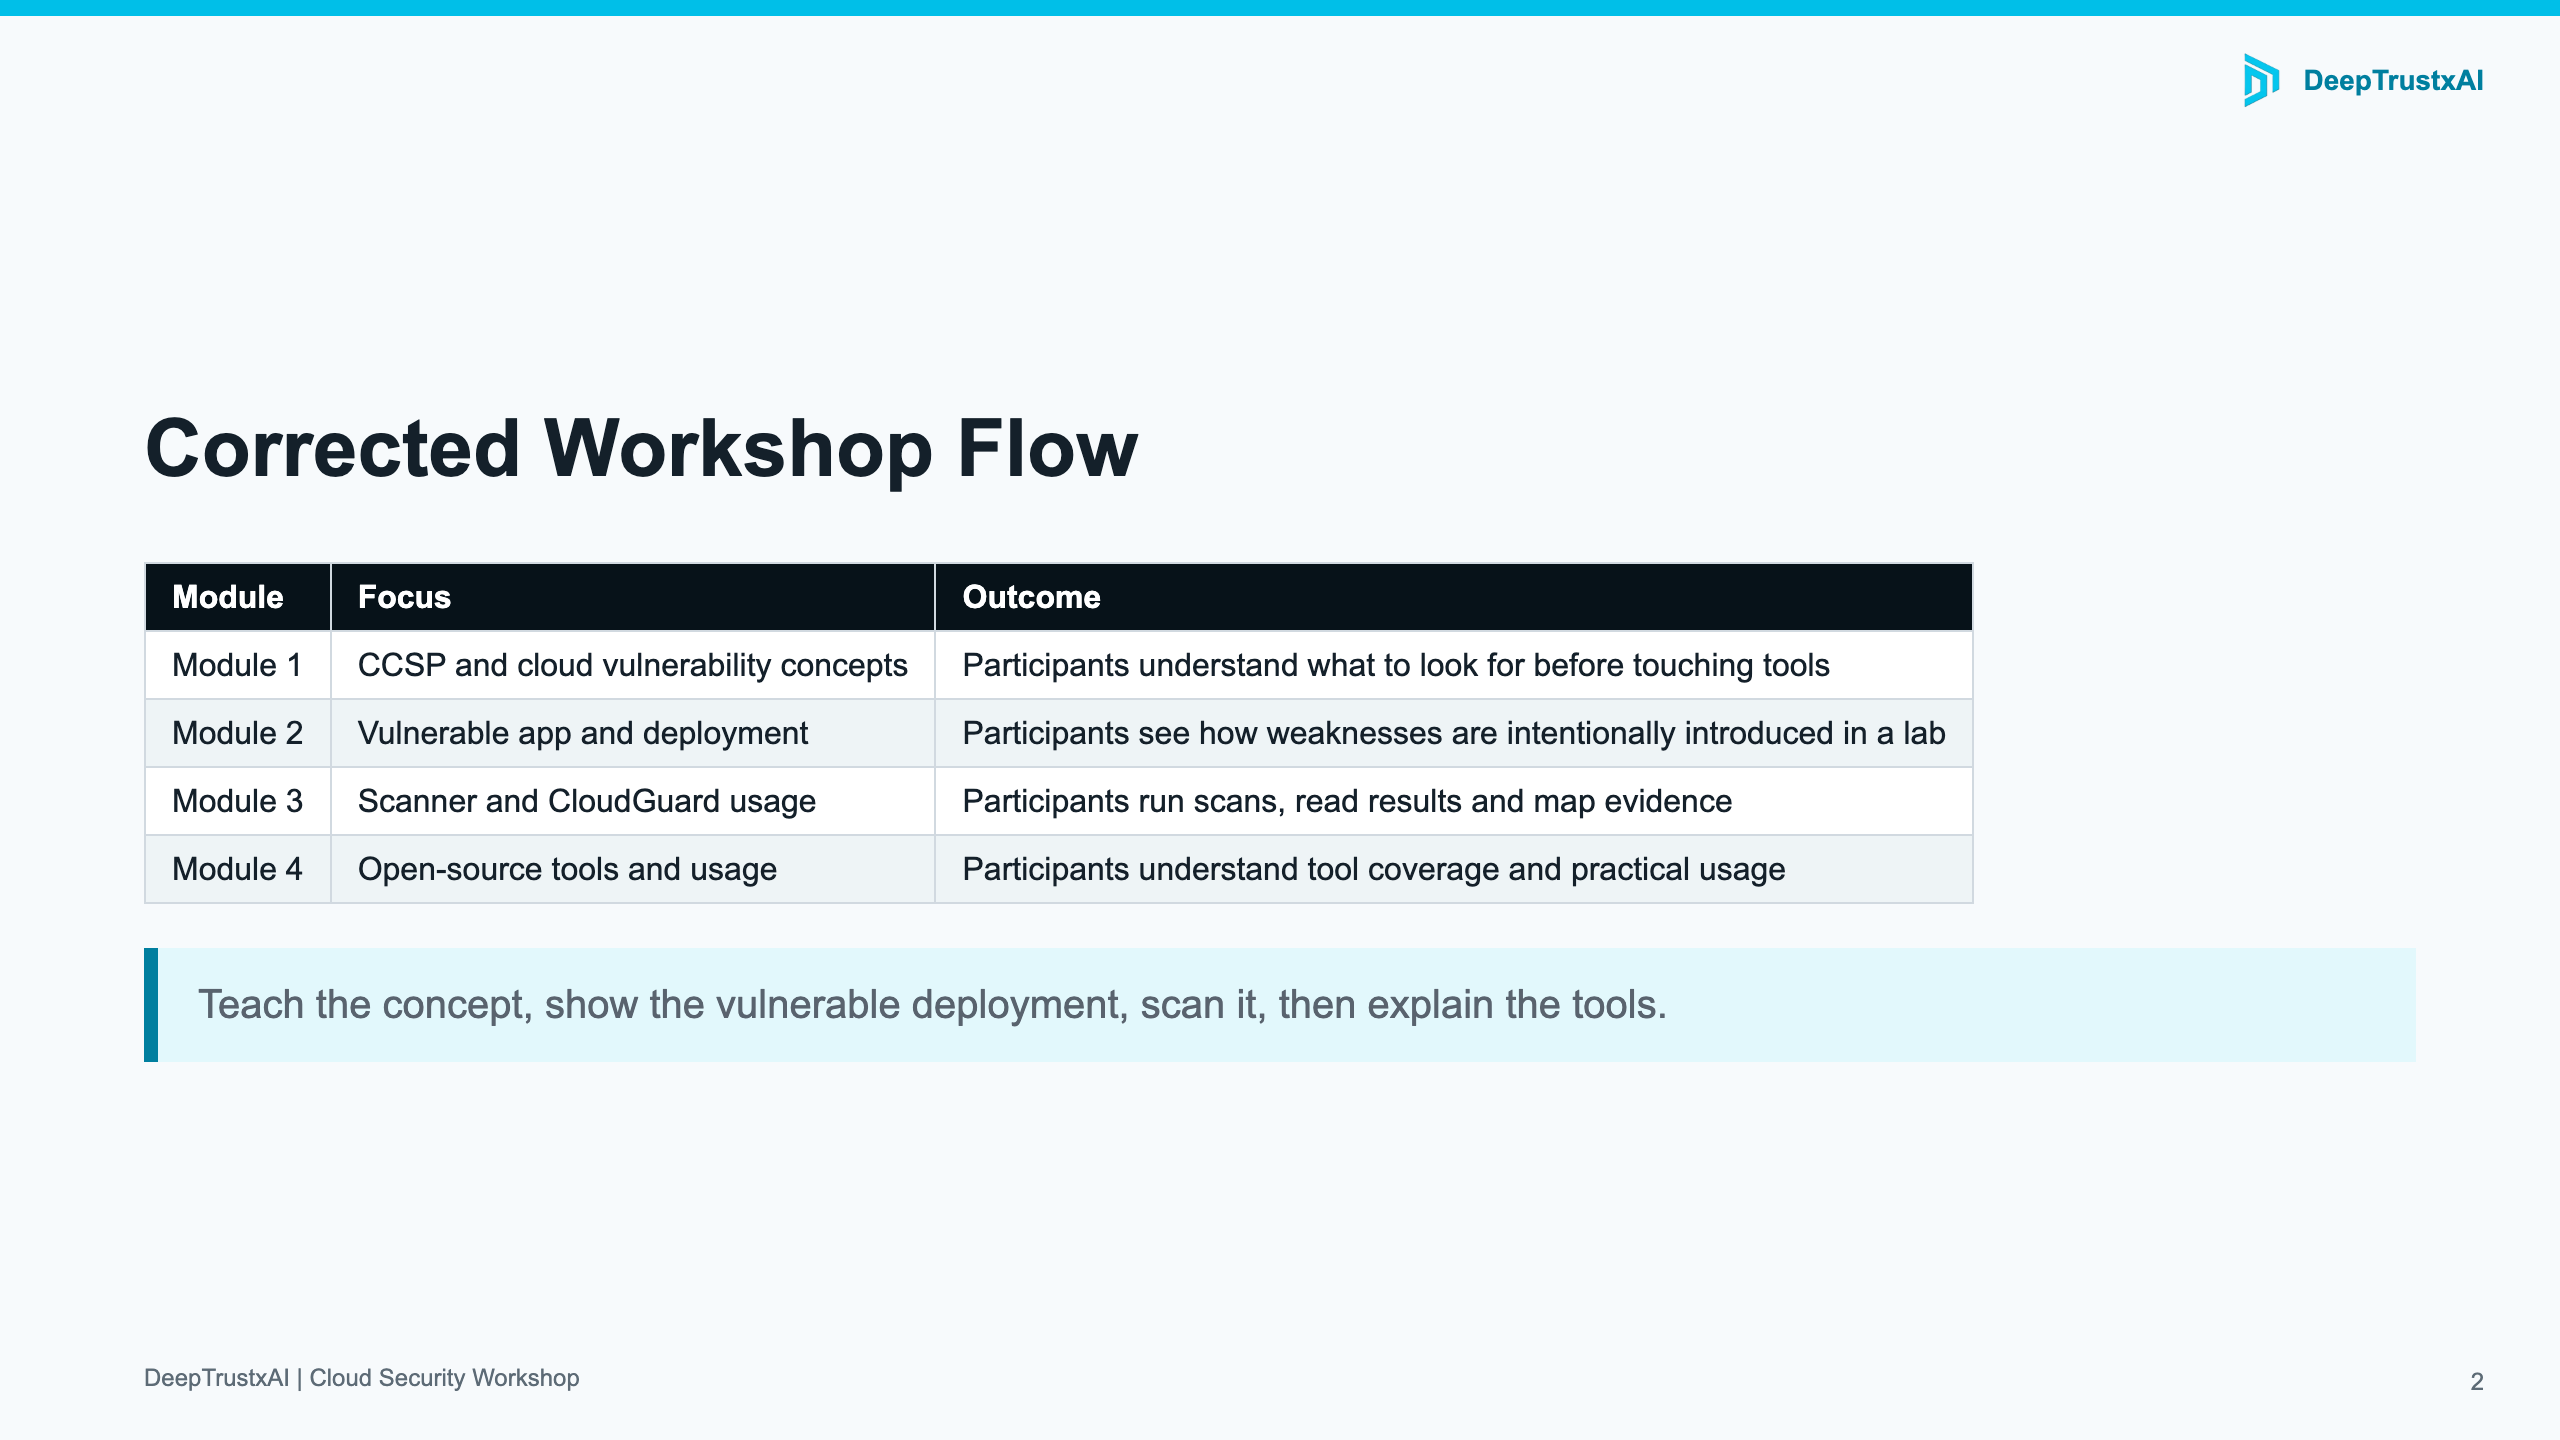 DeepTrustxAI
Corrected Workshop Flow
Module Focus Outcome
Module 1 CCSP and cloud vulnerability concepts Participants understand what to look for before touching tools
Module 2 Vulnerable app and deployment Participants see how weaknesses are intentionally introduced in a lab
Module 3 Scanner and CloudGuard usage Participants run scans, read results and map evidence
Module 4 Open-source tools and usage Participants understand tool coverage and practical usage
Teach the concept, show the vulnerable deployment, scan it, then explain the tools.
DeepTrustxAI | Cloud Security Workshop
2